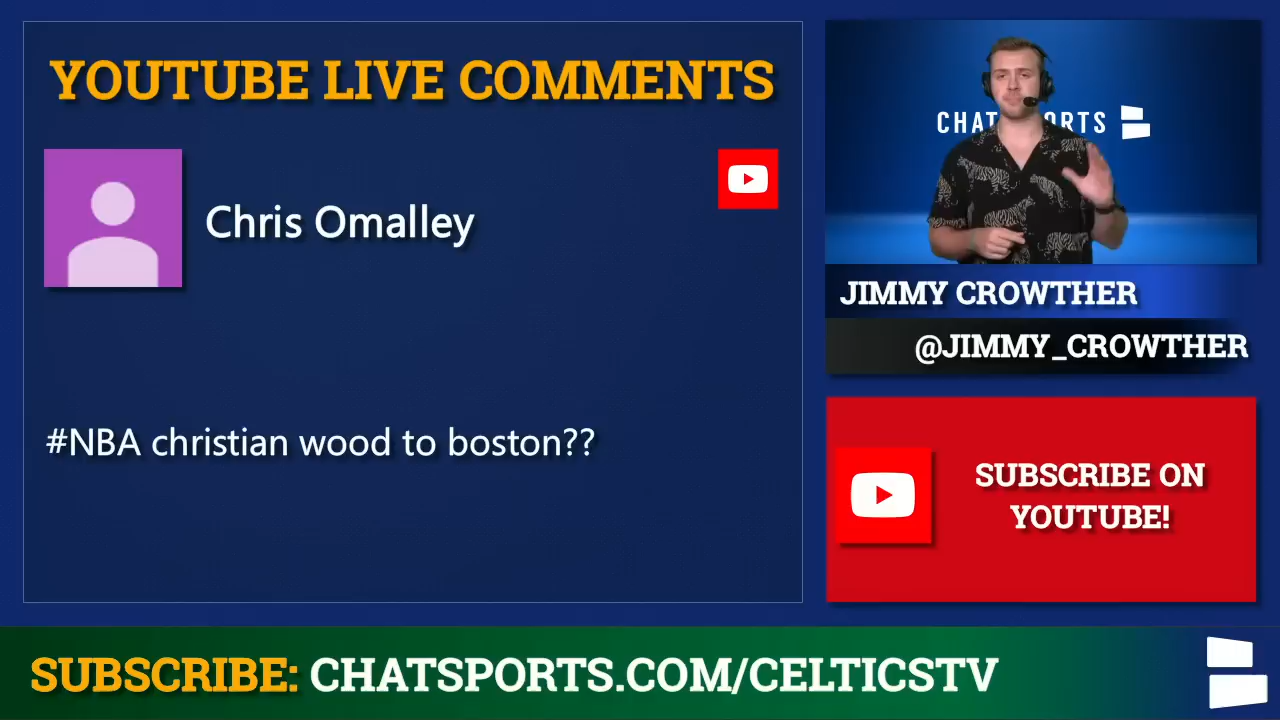 YOUTUBE LIVE COMMENTS
Chris Omalley
#NBA christian wood to boston??
CHATSPORTS
JIMMY CROWTHER
@JIMMY_CROWTHER
SUBSCRIBE ON
YOUTUBE!
SUBSCRIBE: CHATSPORTS.COM/CELTICSTV